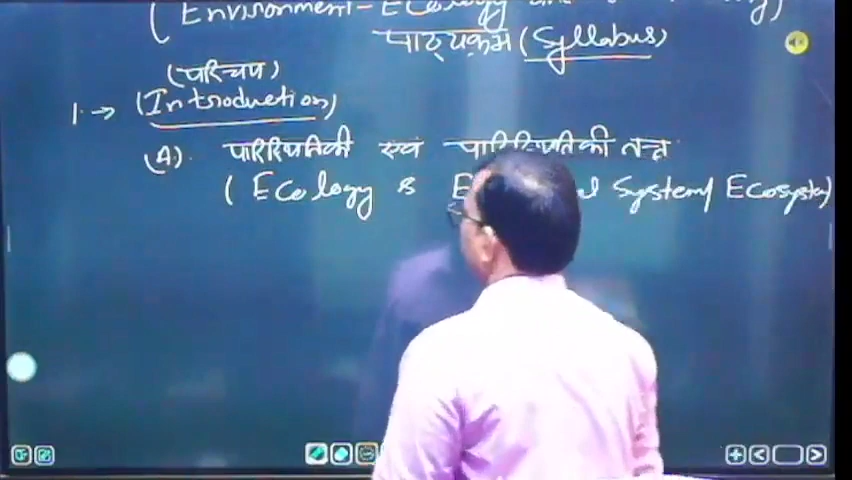 (Environment - Ecology
पाठ्यक्रम (Syllabus)
(परिचय)
1. → (Introduction)
(A). पारिस्थितिकी एवं पारिस्थितिकी तन्त्र
(Ecology & System/ Ecosystem)